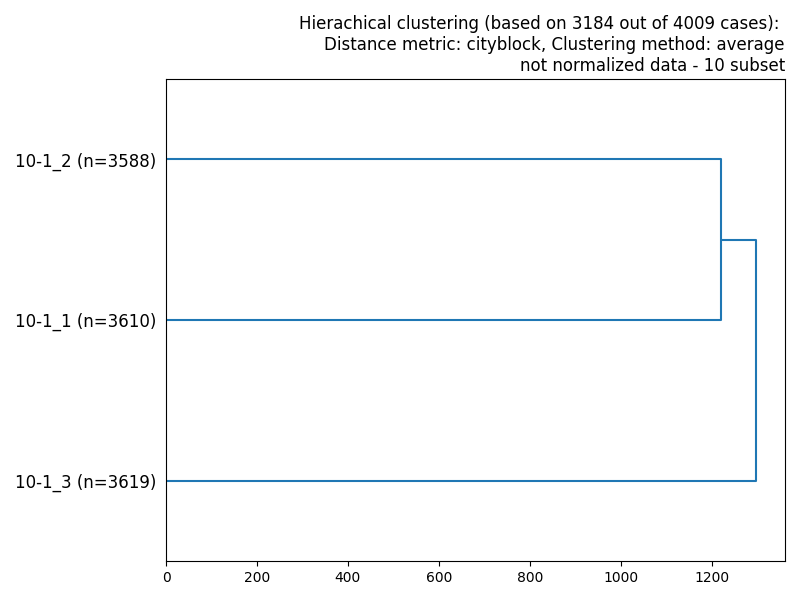 Hierachical clustering (based on 3184 out of 4009 cases):
Distance metric: cityblock, Clustering method: average
not normalized data - 10 subset
10-1_2 (n=3588)
10-1_1 (n=3610)
10-1_3 (n=3619)
0 200 400 600 800 1000 1200